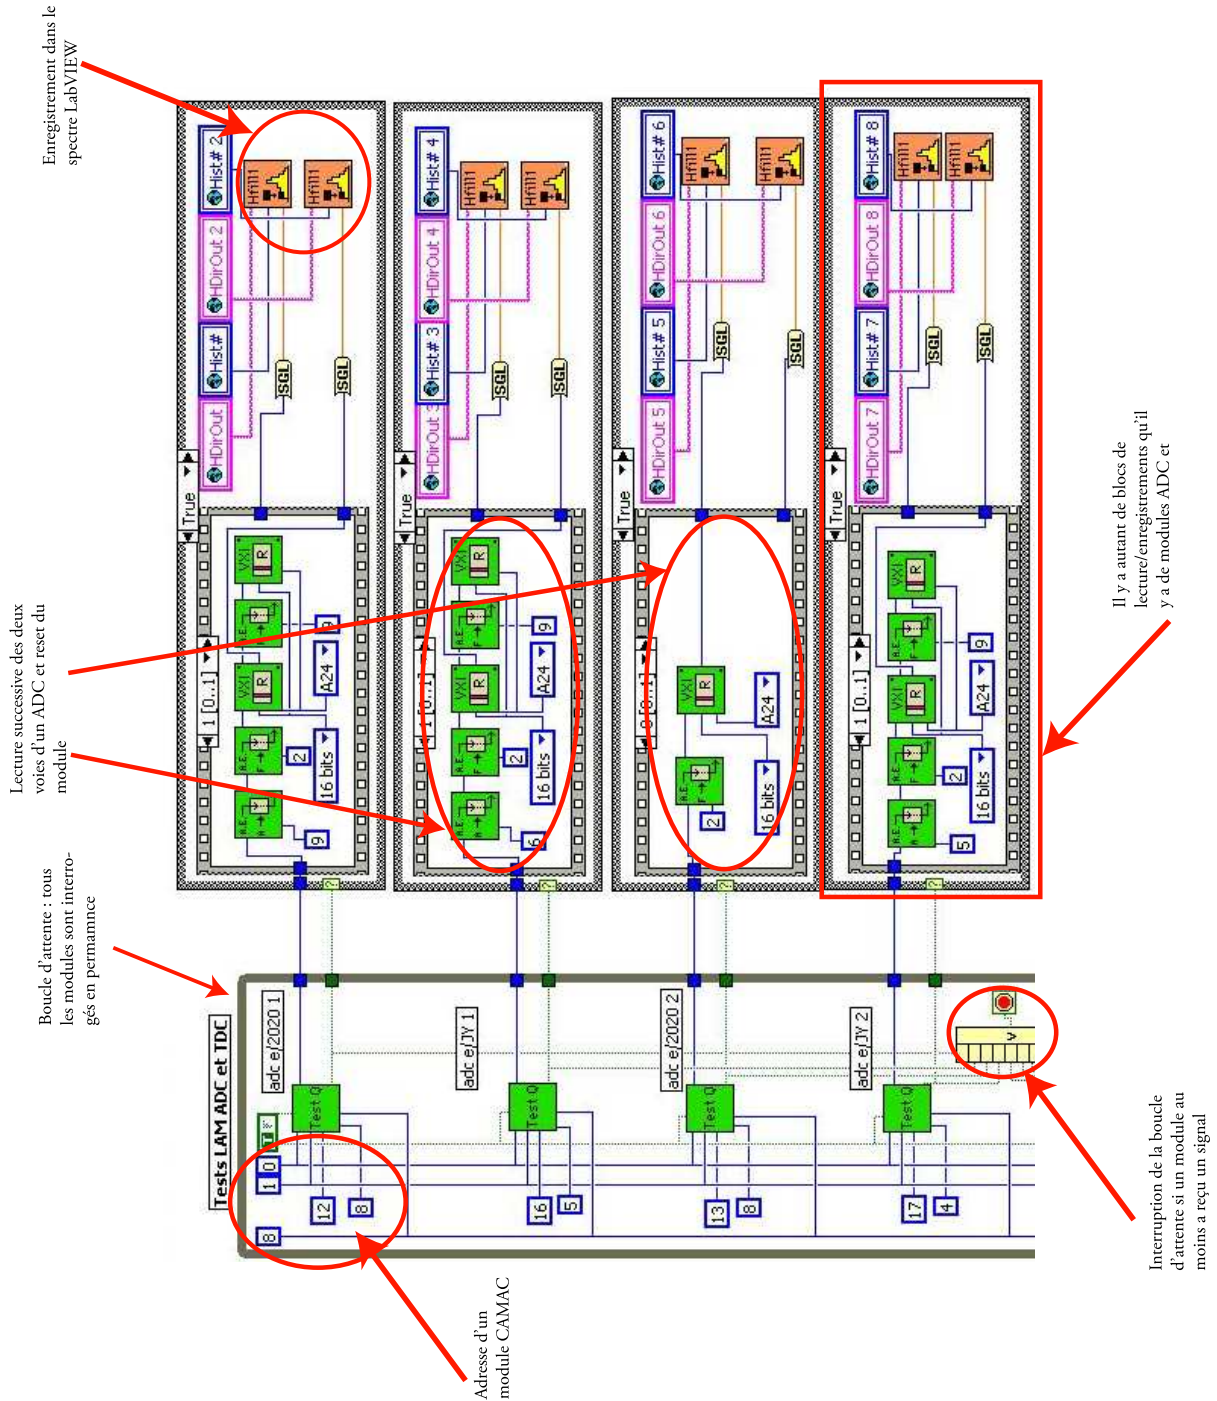 Enregistrement dans le
spectre LabVIEW
Lecture successive des deux
voies d'un ADC et reset du
module
Boucle d'attente : tous
les modules sont interro-
gés en permamnce
Adresse d'un
module CAMAC
Interruption de la boucle
d'attente si un module au
moins a reçu un signal
Il y a autant de blocs de
lecture/enregistrements qu'il
y a de modules ADC et
Tests LAM ADC et TDC
8
1
0
T F
12
8
Test Q
adc e/2020 1
16
5
Test Q
adc e/JY 1
13
8
Test Q
adc e/2020 2
17
4
Test Q
adc e/JY 2
V
True
1 [0..1]
9
2
16 bits
A24
9
VXI
R
VXI
R
HDirOut
Hist#
HDirOut 2
Hist# 2
SGL
SGL
Hfill1
Hfill1
True
1 [0..1]
6
2
16 bits
A24
9
VXI
R
VXI
R
HDirOut 3
Hist# 3
HDirOut 4
Hist# 4
SGL
SGL
Hfill1
Hfill1
True
0 [0..1]
2
16 bits
A24
VXI
R
HDirOut 5
Hist# 5
HDirOut 6
Hist# 6
SGL
SGL
Hfill1
Hfill1
True
1 [0..1]
5
2
16 bits
A24
9
VXI
R
VXI
R
HDirOut 7
Hist# 7
HDirOut 8
Hist# 8
SGL
SGL
Hfill1
Hfill1